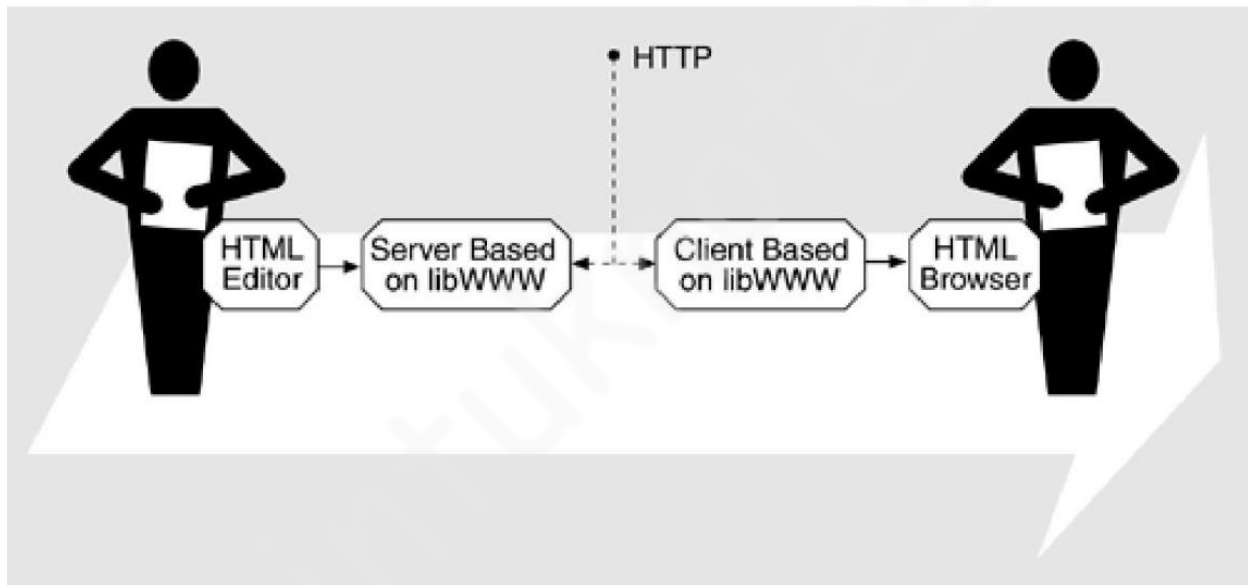 HTTP
HTML
Editor
Server Based
on libWWW
Client Based
on libWWW
HTML
Browser